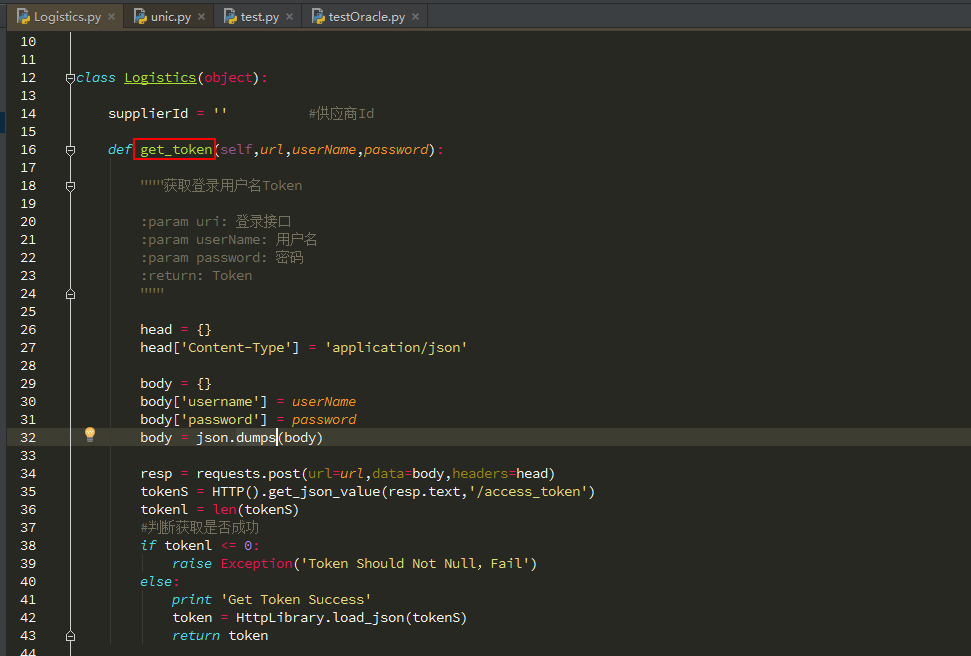 Logistics.py × unic.py × test.py × testOracle.py ×
10
11
12 class Logistics(object):
13
14 supplierId = '' #供应商Id
15
16 def get_token(self,url,userName,password):
17
18 """获取登录用户名Token
19
20 :param uri: 登录接口
21 :param userName: 用户名
22 :param password: 密码
23 :return: Token
24 """
25
26 head = {}
27 head['Content-Type'] = 'application/json'
28
29 body = {}
30 body['username'] = userName
31 body['password'] = password
32 body = json.dumps(body)
33
34 resp = requests.post(url=url,data=body,headers=head)
35 tokenS = HTTP().get_json_value(resp.text,'/access_token')
36 tokenl = len(tokenS)
37 #判断获取是否成功
38 if tokenl <= 0:
39 raise Exception('Token Should Not Null, Fail')
40 else:
41 print 'Get Token Success'
42 token = HttpLibrary.load_json(tokenS)
43 return token
44